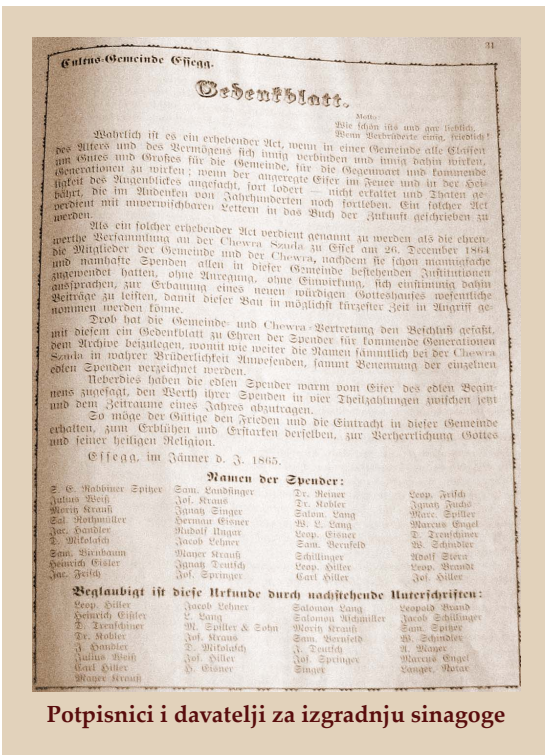 31
Cultus-Gemeinde Essegg.
Gedenkblatt.
Motto:
Wie schön ists und gar lieblich,
Wenn Verbrüderte einig, friedlich!
Wahrlich ist es ein erhebender Act, wenn in einer Gemeinde alle Classen
des Alters und des Vermögens sich innig verbinden und innig dahin wirken,
um Gutes und Großes für die Gemeinde, für die Gegenwart und kommende
Generationen zu wirken; wenn der angeregte Eifer im Feuer und in der Hei-
ligkeit des Augenblickes angefacht, fort lodert — nicht erkaltet und Thaten ge-
bährt, die im Andenken von Jahrhunderten noch fortleben. Ein solcher Act
verdient mit unverwischbaren Lettern in das Buch der Zukunft geschrieben zu
werden.
Als ein solcher erhebender Act verdient genannt zu werden als die ehren-
werthe Versammlung an der Chewra Szuda zu Essek am 26. December 1864
die Mitglieder der Gemeinde und der Chewra, nachdem sie schon mannigfache
und namhafte Spenden allen in dieser Gemeinde bestehenden Institutionen
zugewendet hatten, ohne Anregung, ohne Einwirkung, sich einstimmig dahin
aussprachen, zur Erbauung eines neuen würdigen Gotteshauses wesentliche
Beiträge zu leisten, damit dieser Bau in möglichst kürzester Zeit in Angriff ge-
nommen werden könne.
Drob hat die Gemeinde- und Chewra-Vertretung den Beschluß gefaßt,
mit diesem ein Gedenkblatt zu Ehren der Spender für kommende Generationen
dem Archive beizulegen, womit wie weiter die Namen sämmtlich bei der Chewra
Szuda in wahrer Brüderlichkeit Anwesenden, sammt Benennung der einzelnen
edlen Spenden verzeichnet werden.
Ueberdies haben die edlen Spender warm vom Eifer des edlen Begin-
nens zugesagt, den Werth ihrer Spenden in vier Theilzahlungen zwischen jetzt
und dem Zeitraume eines Jahres abzutragen.
So möge der Gütige den Frieden und die Eintracht in dieser Gemeinde
erhalten, zum Erblühen und Erstarken derselben, zur Verherrlichung Gottes
und seiner heiligen Religion.
Essegg, im Jänner d. J. 1865.
Namen der Spender:
S. E. Rabbiner Spitzer Sam. Landsinger Dr. Reiner Leop. Frisch
Julius Weiß Jos. Kraus Dr. Kobler Ignatz Fuchs
Moritz Krauß Ignatz Singer Salom. Lang Marc. Spiller
Sal. Rothmüller Herman Eisner W. L. Lang Marcus Engel
Jac. Handler Rudolf Ungar Leop. Eisner D. Trenschiner
D. Mikolasch Jacob Lehner Sam. Bernfeld W. Schindler
Sam. Birnbaum Mayer Krauß Schillinger Adolf Stern
Heinrich Eisler Ignatz Deutsch Leop. Hiller Leop. Brandt
Jac. Frisch Jos. Springer Carl Hiller Jos. Hiller
Beglaubigt ist diese Urkunde durch nachstehende Unterschriften:
Leop. Hiller Jacob Lehner Salomon Lang Leopold Brand
Heinrich Eisler L. Lang Salomon Altschmiller Jacob Schillinger
D. Trenschiner M. Spiller & Sohn Moritz Krauß Sam. Spitzer
Dr. Kobler Jos. Kraus Sam. Bernfeld W. Schindler
J. Handler D. Mikolasch J. Deutsch A. Mayer
Julius Weiß Jos. Hiller Jos. Springer Marcus Engel
Carl Hiller H. Eisner Singer Langer, Notar
Mayer Krauß
Potpisnici i davatelji za izgradnju sinagoge